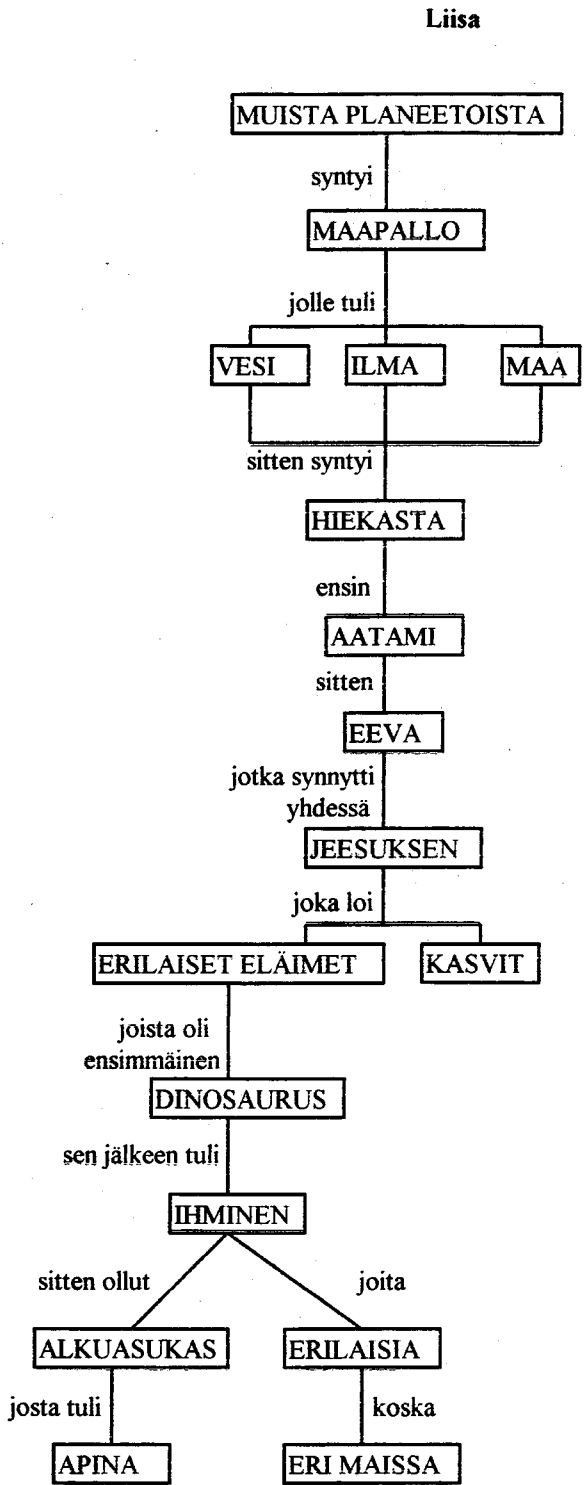 Liisa
MUISTA PLANEETOISTA
syntyi
MAAPALLO
jolle tuli
VESI ILMA MAA
sitten syntyi
HIEKASTA
ensin
AATAMI
sitten
EEVA
jotka synnytti
yhdessä
JEESUKSEN
joka loi
ERILAISET ELÄIMET KASVIT
joista oli
ensimmäinen
DINOSAURUS
sen jälkeen tuli
IHMINEN
sitten ollut joita
ALKUASUKAS ERILAISIA
josta tuli koska
APINA ERI MAISSA